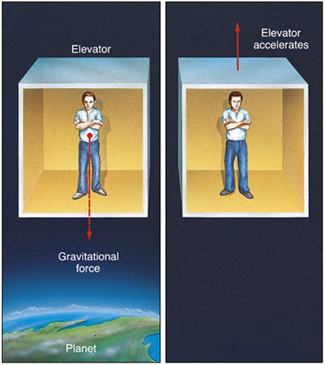 Elevator
Gravitational
force
Planet
Elevator
accelerates